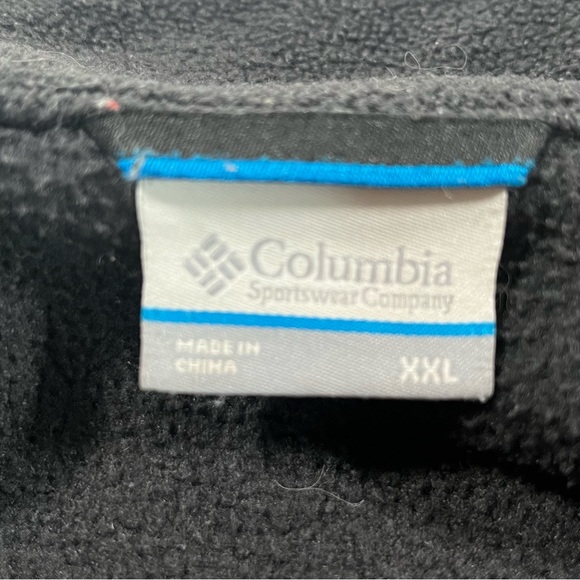 Columbia
Sportswear Company
MADE IN
CHINA
XXL